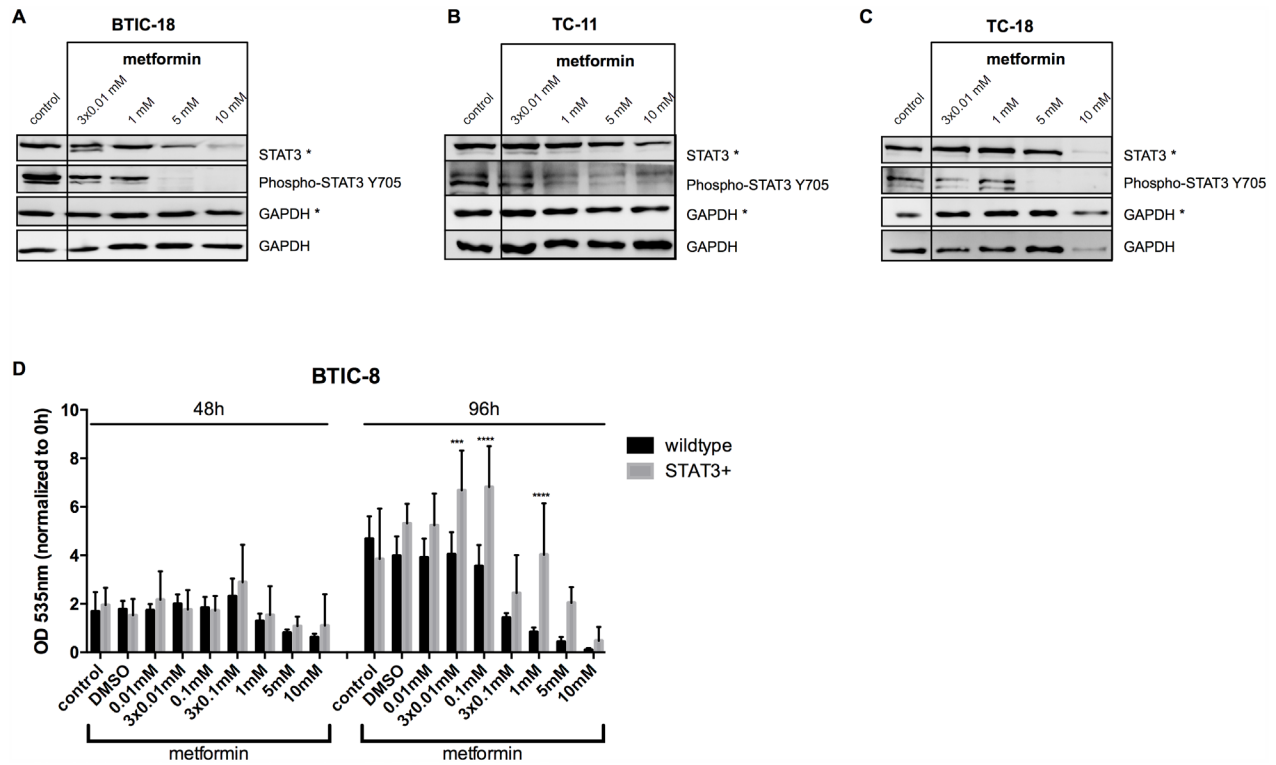 A
BTIC-18
metformin
control
3x0.01 mM
1 mM
5 mM
10 mM
STAT3 *
Phospho-STAT3 Y705
GAPDH *
GAPDH
B
TC-11
metformin
control
3x0.01 mM
1 mM
5 mM
10 mM
STAT3 *
Phospho-STAT3 Y705
GAPDH *
GAPDH
C
TC-18
metformin
control
3x0.01 mM
1 mM
5 mM
10 mM
STAT3 *
Phospho-STAT3 Y705
GAPDH *
GAPDH
D
BTIC-8
48h
96h
OD 535nm (normalized to 0h)
10
8
6
4
2
0
***
****
****
wildtype
STAT3+
control
DMSO
0.01mM
3x0.01mM
0.1mM
3x0.1mM
1mM
5mM
10mM
metformin
control
DMSO
0.01mM
3x0.01mM
0.1mM
3x0.1mM
1mM
5mM
10mM
metformin